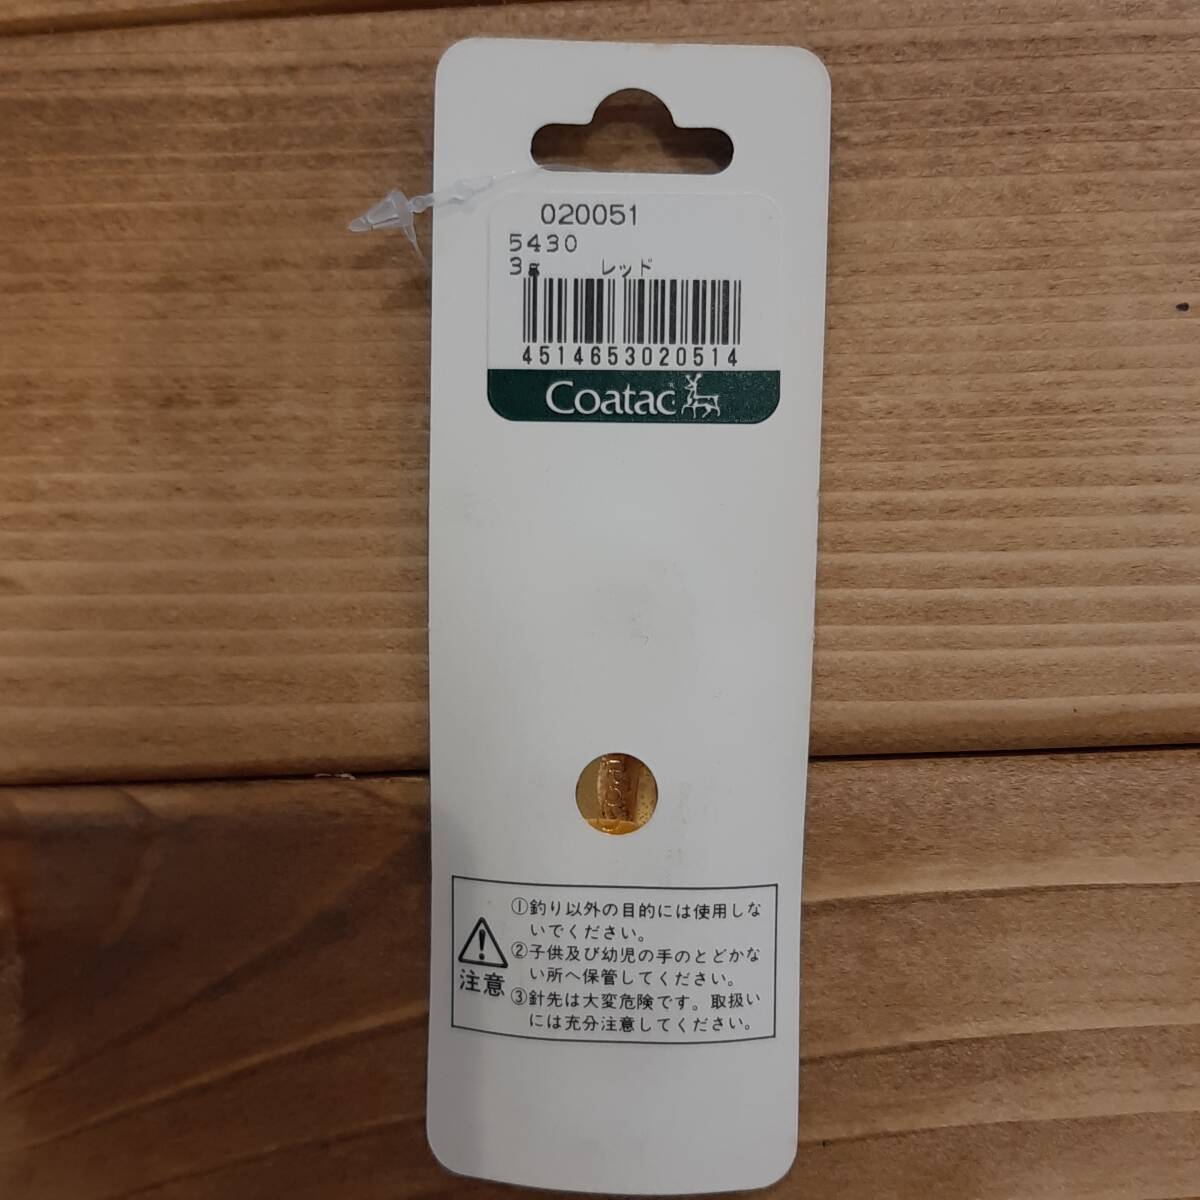 020051
5430
3g レッド
4514653020514
Coatac
注意
①釣り以外の目的には使用しな
いでください。
②子供及び幼児の手のとどかな
い所へ保管してください。
③針先は大変危険です。取扱い
には充分注意してください。